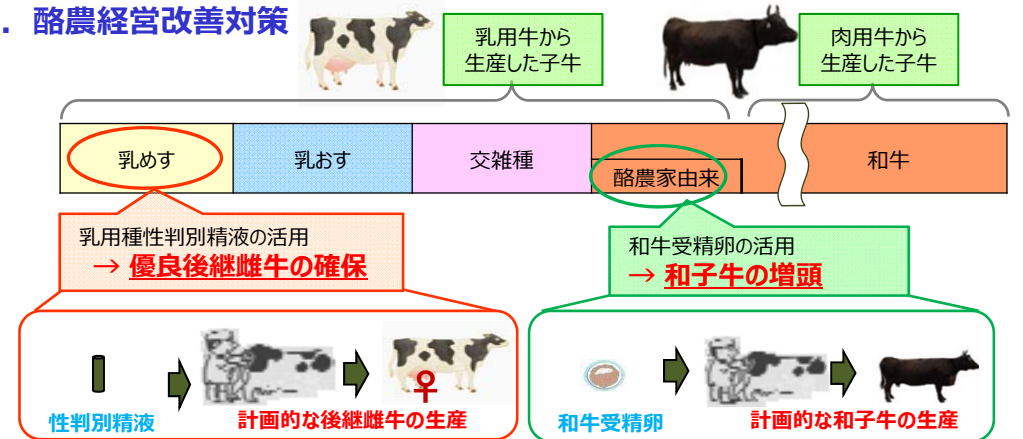 . 酪農経営改善対策
乳用牛から
生産した子牛
肉用牛から
生産した子牛
乳めす
乳おす
交雑種
酪農家由来
和牛
乳用種性判別精液の活用
→ 優良後継雌牛の確保
和牛受精卵の活用
→ 和子牛の増頭
♀
性判別精液
計画的な後継雌牛の生産
和牛受精卵
計画的な和子牛の生産